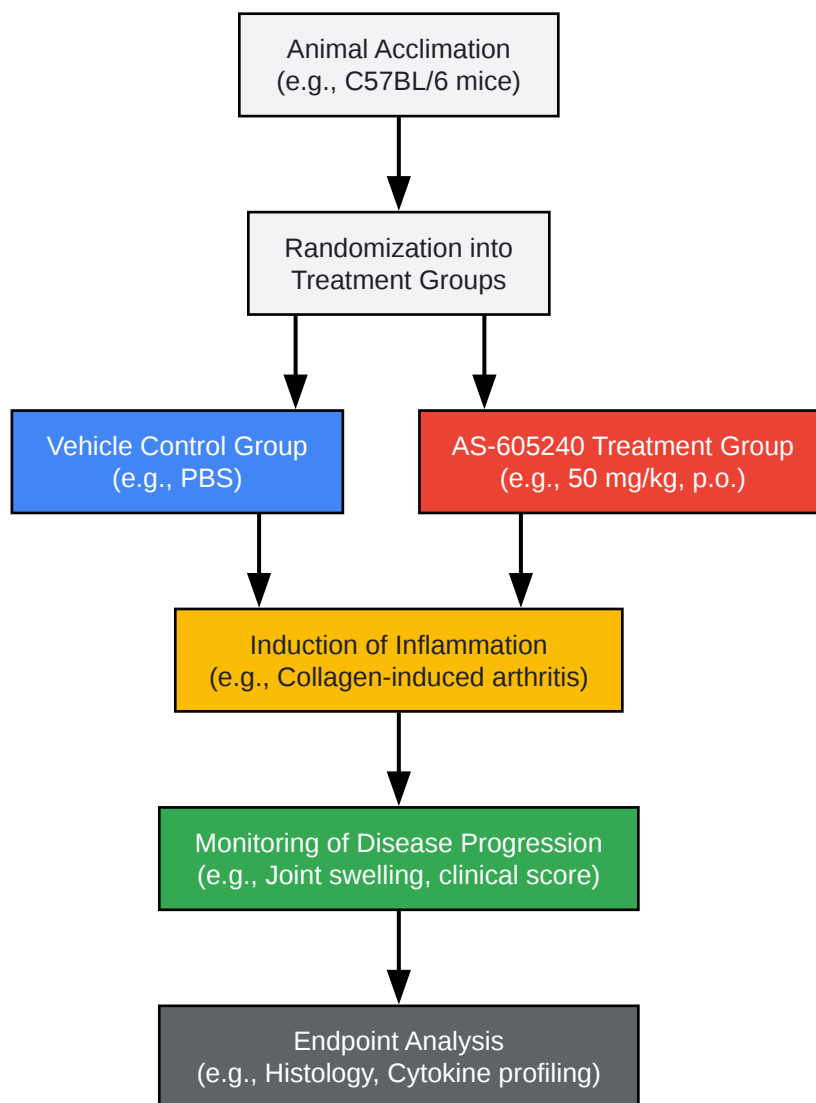 Animal Acclimation
(e.g., C57BL/6 mice)
Randomization into
Treatment Groups
Vehicle Control Group
(e.g., PBS)
AS-605240 Treatment Group
(e.g., 50 mg/kg, p.o.)
Induction of Inflammation
(e.g., Collagen-induced arthritis)
Monitoring of Disease Progression
(e.g., Joint swelling, clinical score)
Endpoint Analysis
(e.g., Histology, Cytokine profiling)